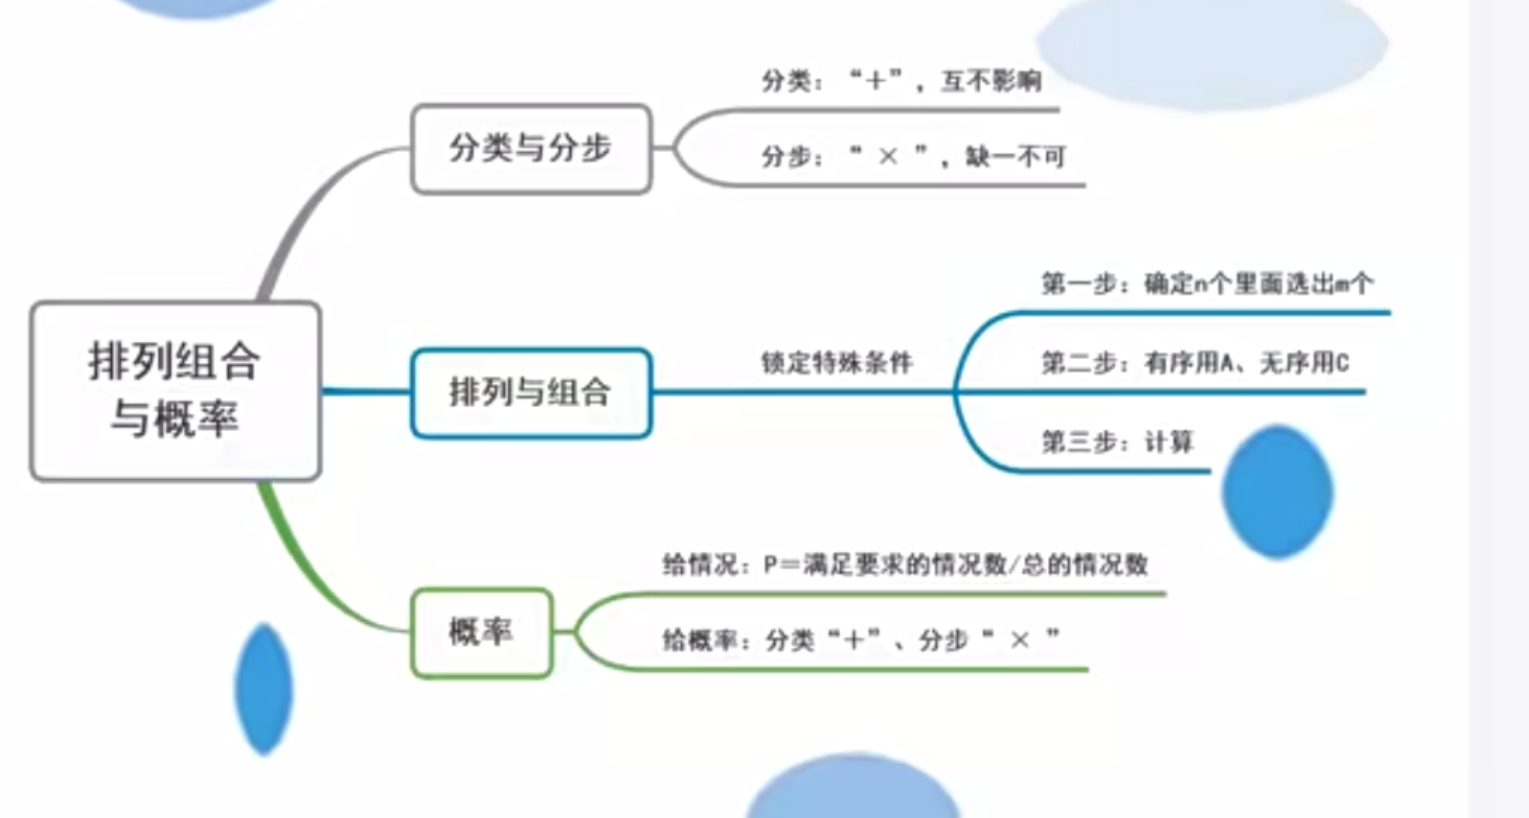 分类：“＋”，互不影响
分类与分步
分步：“ × ”，缺一不可
第一步：确定n个里面选出m个
排列组合
与概率
排列与组合
锁定特殊条件
第二步：有序用A、无序用C
第三步：计算
给情况：P＝满足要求的情况数/总的情况数
概率
给概率：分类“＋”、分步“ × ”